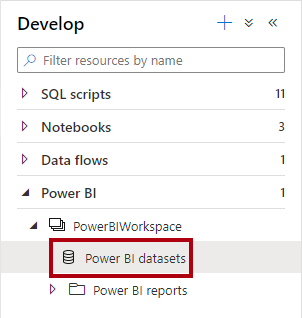 Develop
Filter resources by name
SQL scripts 11
Notebooks 3
Data flows 1
Power BI 1
PowerBIWorkspace
Power BI datasets
Power BI reports